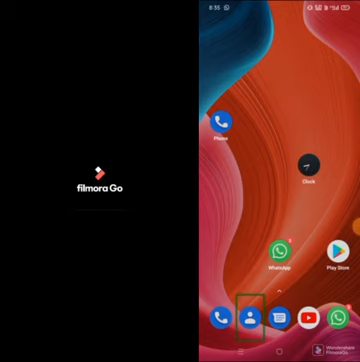 filmora Go
8:35
Phone
Clock
WhatsApp
Play Store
Wondershare
FilmoraGo